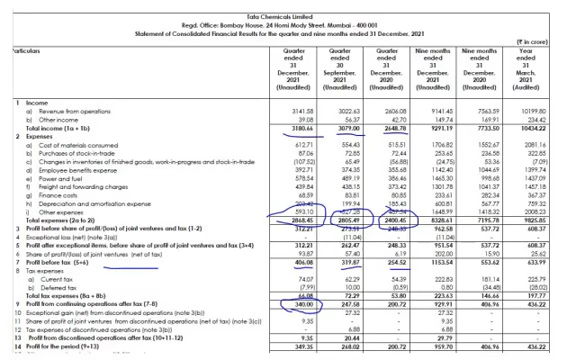 Tata Chemicals Limited
Regd. Office: Bombay House, 24 Homi Mody Street, Mumbai - 400 001
Statement of Consolidated Financial Results for the quarter and nine months ended 31 December, 2021
(₹ in crore)
Particulars Quarter ended 31 December, 2021 (Unaudited) Quarter ended 30 September, 2021 (Unaudited) Quarter ended 31 December, 2020 (Unaudited) Nine months ended 31 December, 2021 (Unaudited) Nine months ended 31 December, 2020 (Unaudited) Year ended 31 March, 2021 (Audited)
1 Income
a) Revenue from operations 3141.58 3022.63 2606.08 9141.45 7563.59 10199.80
b) Other income 39.08 56.37 42.70 149.74 169.91 234.42
Total income (1a + 1b) 3180.66 3079.00 2648.78 9291.19 7733.50 10434.22
2 Expenses
a) Cost of materials consumed 612.71 554.43 515.51 1706.82 1552.67 2081.16
b) Purchases of stock-in-trade 87.06 72.85 72.44 253.65 236.58 322.85
c) Changes in inventories of finished goods, work-in-progress and stock-in-trade (107.52) 65.49 (56.88) (24.75) 53.36 (7.09)
d) Employee benefits expense 392.71 374.35 355.68 1142.40 1044.69 1399.74
e) Power and fuel 578.54 489.19 386.46 1465.30 998.68 1437.09
f) Freight and forwarding charges 439.84 438.15 373.42 1301.78 1041.37 1457.18
g) Finance costs 68.59 83.81 80.85 233.61 282.34 367.37
h) Depreciation and amortisation expense 203.42 199.94 185.43 600.81 567.77 759.32
i) Other expenses 593.10 527.28 1648.99 1418.32 2008.23
Total expenses (2a to 2i) 2868.45 2805.49 2400.45 8328.61 7195.78 9825.85
3 Profit before share of profit/(loss) of joint ventures and tax (1-2) 312.21 273.51 248.33 962.58 537.72 608.37
4 Exceptional loss (net) (note 3(a)) - (11.04) - (11.04) - -
5 Profit after exceptional items, before share of profit of joint ventures and tax (3+4) 312.21 262.47 248.33 951.54 537.72 608.37
6 Share of profit/(loss) of joint ventures (net of tax) 93.87 57.40 6.19 202.00 15.90 25.62
7 Profit before tax (5+6) 406.08 319.87 254.52 1153.54 553.62 633.99
8 Tax expenses
a) Current tax 74.07 62.29 54.39 222.83 181.14 225.79
b) Deferred tax (7.99) 10.00 (0.59) 0.80 (34.48) (28.02)
Total tax expenses (8a + 8b) 66.08 72.29 53.80 223.63 146.66 197.77
9 Profit from continuing operations after tax (7-8) 340.00 247.58 200.72 929.91 406.96 436.22
10 Exceptional gain (net) from discontinued operations (note 3(b)) - 27.32 - 27.32 - -
11 Share of profit of joint ventures from discontinued operations (net of tax) (note 3(c)) 9.35 - - 9.35 - -
12 Tax expenses of discontinued operations (note 3(b)) - 6.88 - 6.88 - -
13 Profit from discontinued operations after tax (10+11-12) 9.35 20.44 - 29.79 - -
14 Profit for the period (9+13) 349.35 268.02 200.72 959.70 406.96 436.22